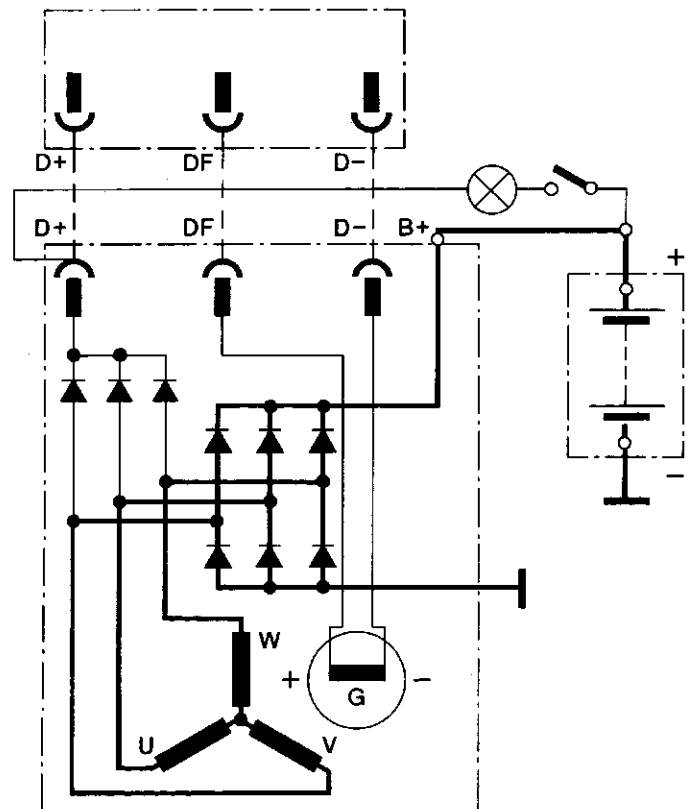 D+ DF D-
D+ DF D- B+
+
-
W
+ G -
U V